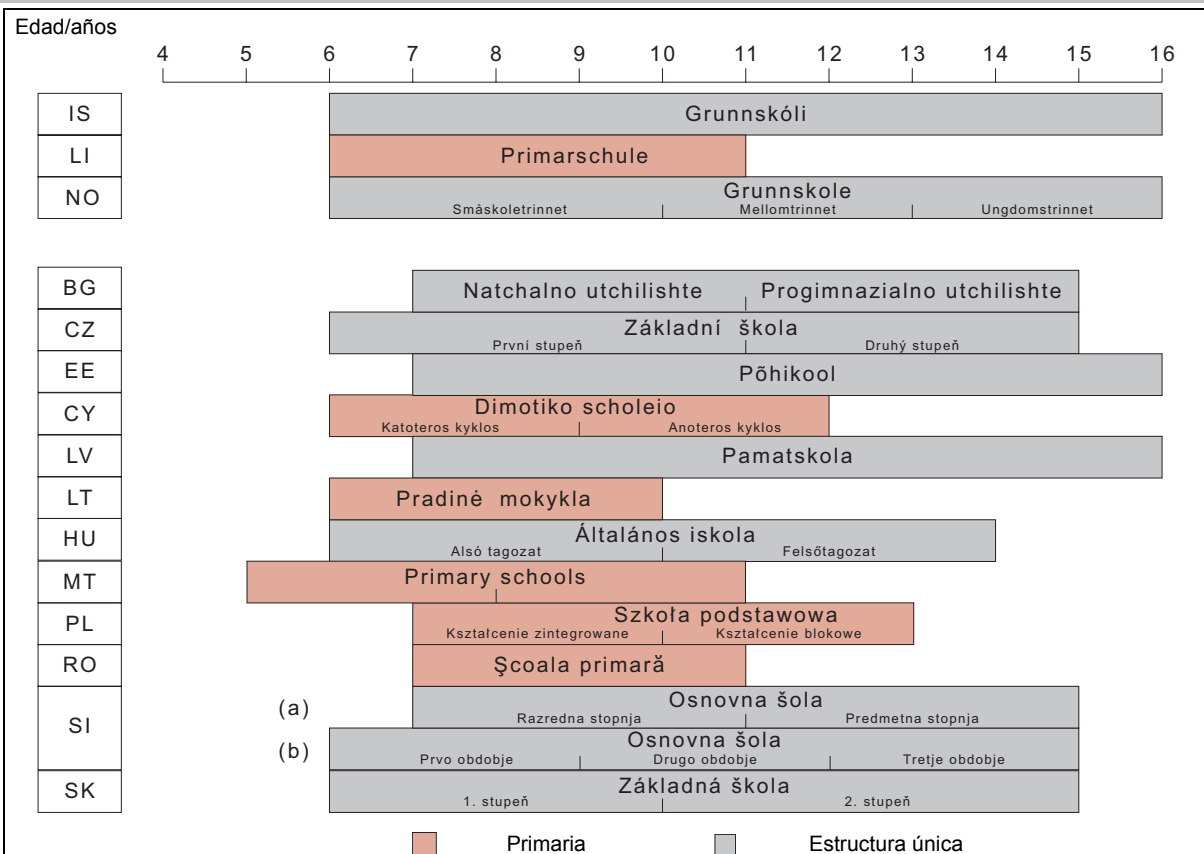 Edad/años
4 5 6 7 8 9 10 11 12 13 14 15 16
IS Grunnskóli
LI Primarschule
NO Grunnskole
Småskoletrinnet Mellomtrinnet Ungdomstrinnet
BG Natchalno utchilishte Progimnazialno utchilishte
CZ Základní škola
První stupeň Druhý stupeň
EE Põhikool
CY Dimotiko scholeio
Katoteros kyklos Anoteros kyklos
LV Pamatskola
LT Pradinė mokykla
HU Általános iskola
Alsó tagozat Felsőtagozat
MT Primary schools
PL Szkoła podstawowa
Kształcenie zintegrowane Kształcenie blokowe
RO Şcoala primară
SI (a) Osnovna šola
Razredna stopnja Predmetna stopnja
(b) Osnovna šola
Prvo obdobje Drugo obdobje Tretje obdobje
SK Základná škola
1. stupeň 2. stupeň
Primaria Estructura única